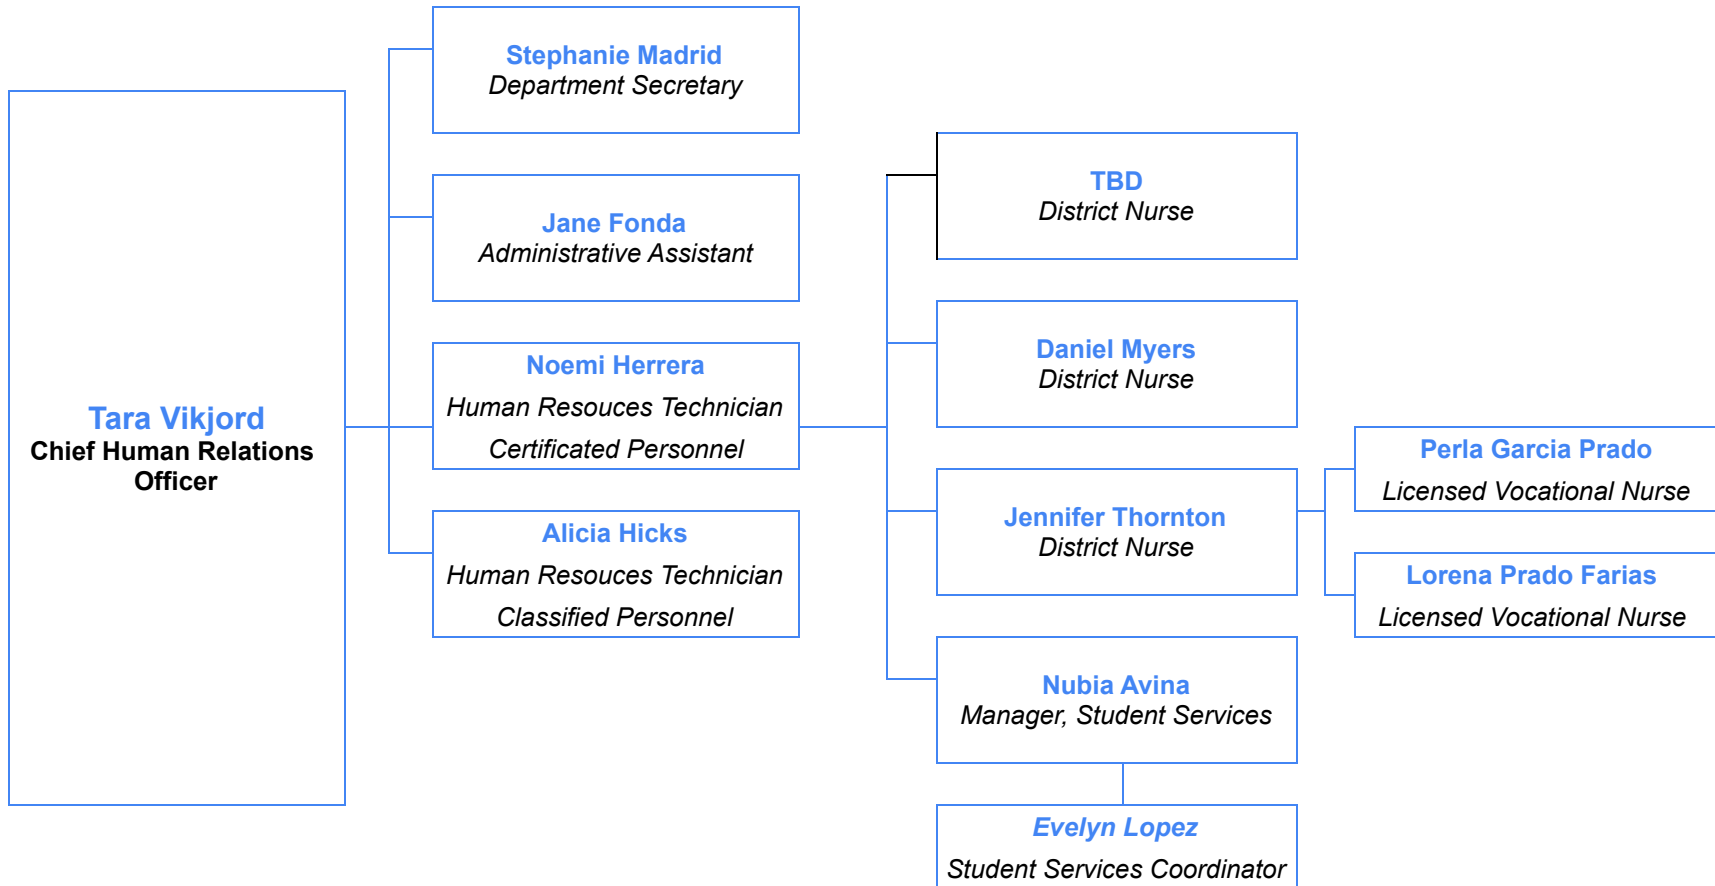 Stephanie Madrid
Department Secretary
Jane Fonda
Administrative Assistant
Noemi Herrera
Human Resouces Technician
Certificated Personnel
Alicia Hicks
Human Resouces Technician
Classified Personnel
Tara Vikjord
Chief Human Relations
Officer
TBD
District Nurse
Daniel Myers
District Nurse
Jennifer Thornton
District Nurse
Nubia Avina
Manager, Student Services
Evelyn Lopez
Student Services Coordinator
Perla Garcia Prado
Licensed Vocational Nurse
Lorena Prado Farias
Licensed Vocational Nurse